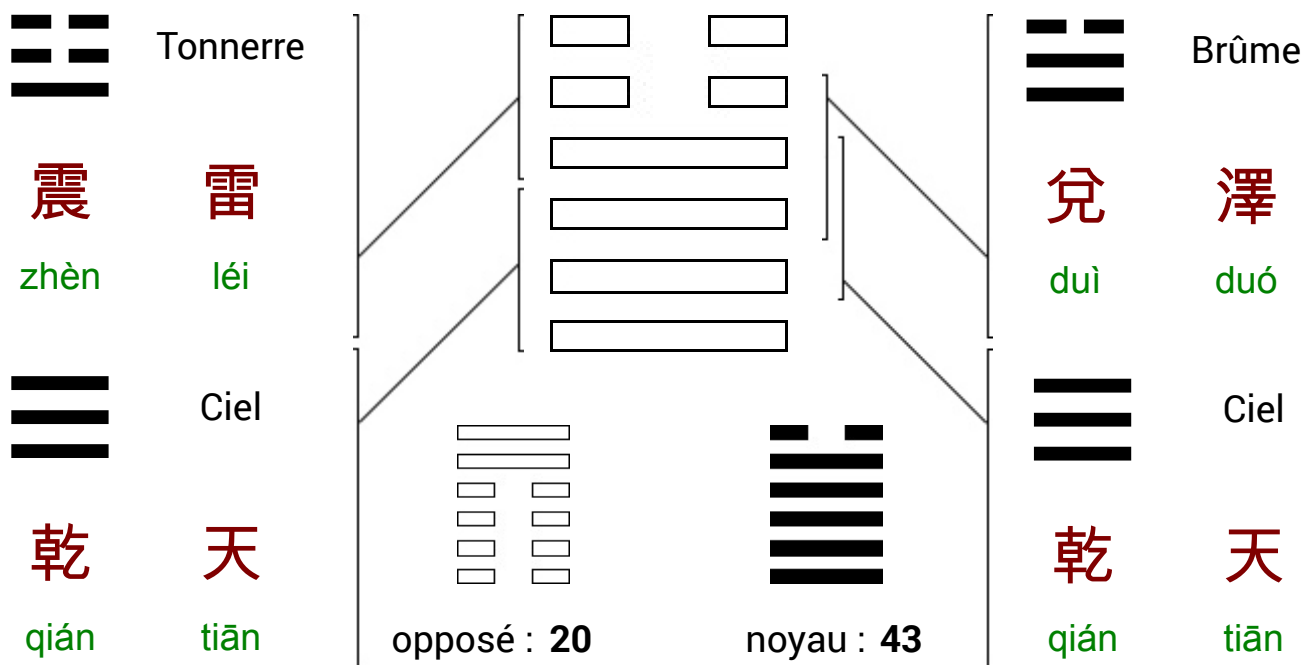 Tonnerre
震 雷
zhèn léi
Ciel
乾 天
qián tiān
opposé : 20
noyau : 43
Brûme
兌 澤
duì duó
Ciel
乾 天
qián tiān